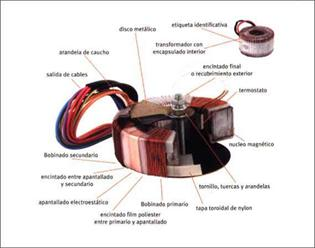 disco metálico
etiqueta identificativa
transformador con
encapsulado interior
arandela de caucho
encintado final
o recubrimiento exterior
salida de cables
termostato
nucleo magnético
Bobinado secundario
encintado entre apantallado
y secundario
tornillo, tuercas y arandelas
apantallado electroestático
Bobinado primario
tapa toroidal de nylon
encintado film poliester
entre primario y apantallado